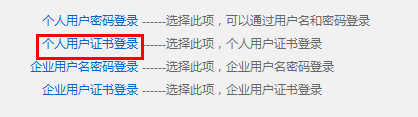 个人用户密码登录 ------选择此项，可以通过用户名和密码登录
个人用户证书登录 ------选择此项，个人用户证书登录
企业用户名密码登录 ------选择此项，企业用户名密码登录
企业用户证书登录 ------选择此项，企业用户证书登录